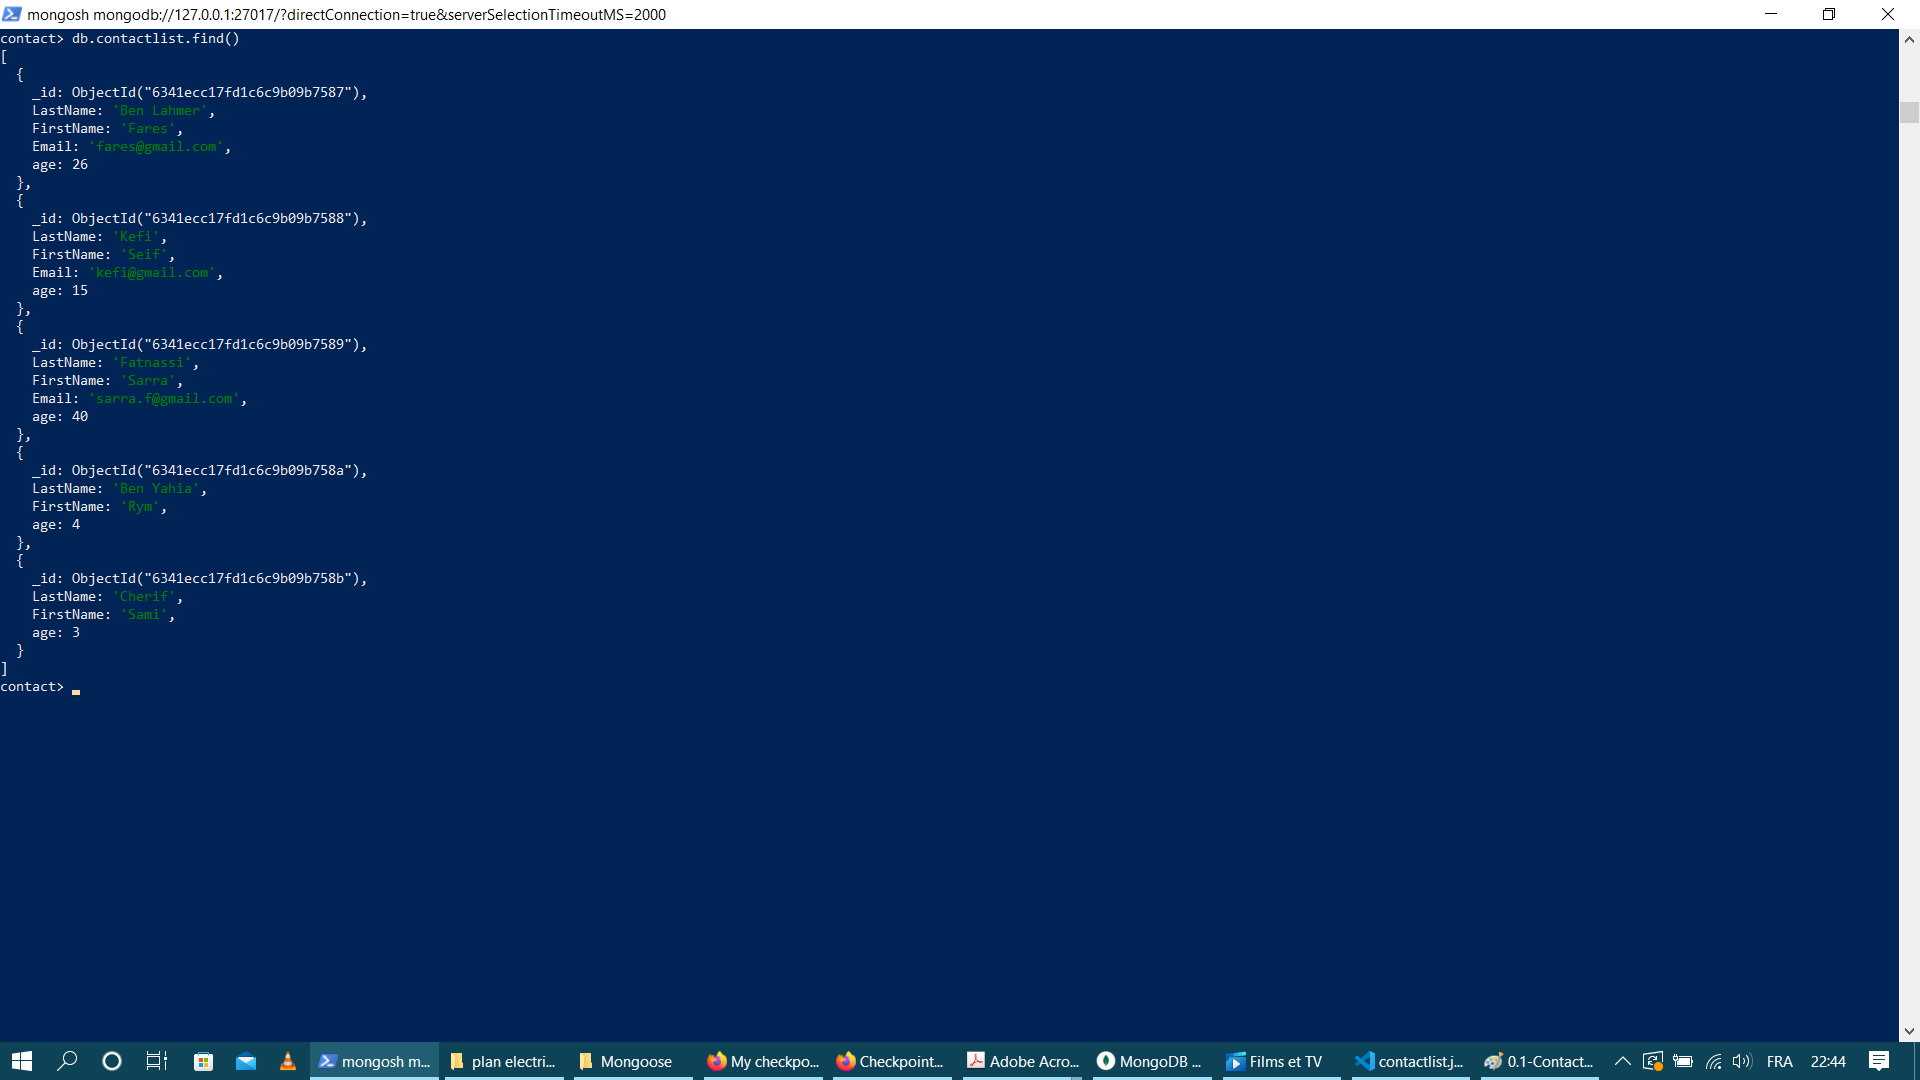 mongosh mongodb://127.0.0.1:27017/?directConnection=true&serverSelectionTimeoutMS=2000
contact> db.contactlist.find()
[
  {
    _id: ObjectId("6341ecc17fd1c6c9b09b7587"),
    LastName: 'Ben Lahmer',
    FirstName: 'Fares',
    Email: 'fares@gmail.com',
    age: 26
  },
  {
    _id: ObjectId("6341ecc17fd1c6c9b09b7588"),
    LastName: 'Kefi',
    FirstName: 'Seif',
    Email: 'kefi@gmail.com',
    age: 15
  },
  {
    _id: ObjectId("6341ecc17fd1c6c9b09b7589"),
    LastName: 'Fatnassi',
    FirstName: 'Sarra',
    Email: 'sarra.f@gmail.com',
    age: 40
  },
  {
    _id: ObjectId("6341ecc17fd1c6c9b09b758a"),
    LastName: 'Ben Yahia',
    FirstName: 'Rym',
    age: 4
  },
  {
    _id: ObjectId("6341ecc17fd1c6c9b09b758b"),
    LastName: 'Cherif',
    FirstName: 'Sami',
    age: 3
  }
]
contact>
mongosh m... plan electri... Mongoose My checkpo... Checkpoint... Adobe Acro... MongoDB ... Films et TV contactlist.j... 0.1-Contact... FRA 22:44